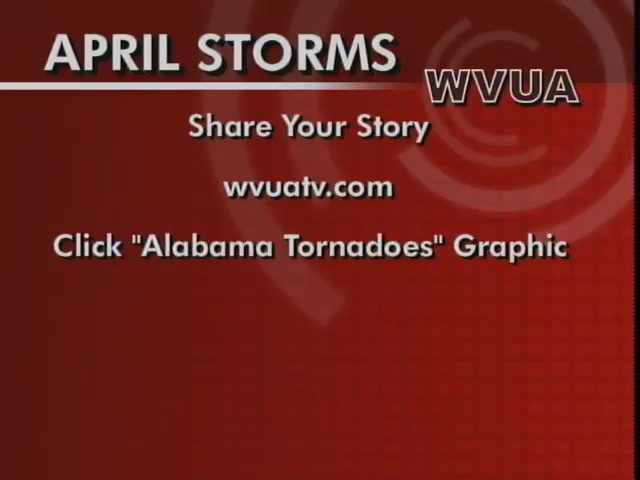 APRIL STORMS
WVUA
Share Your Story
wvuatv.com
Click "Alabama Tornadoes" Graphic